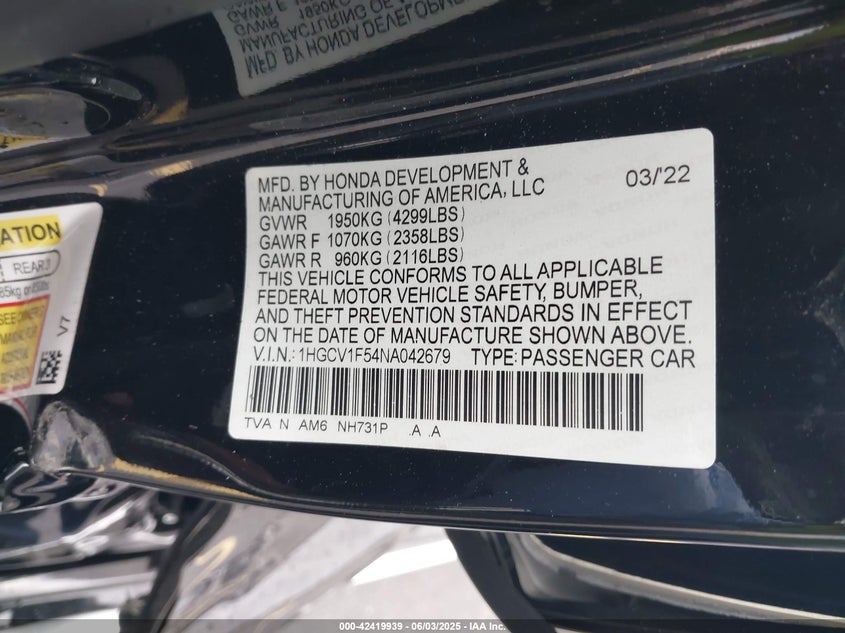 MFD. BY HONDA DEVELOPMENT &
MANUFACTURING OF AMERICA, LLC 03/'22
GVWR 1950KG (4299LBS)
GAWR F 1070KG (2358LBS)
GAWR R 960KG (2116LBS)
THIS VEHICLE CONFORMS TO ALL APPLICABLE
FEDERAL MOTOR VEHICLE SAFETY, BUMPER,
AND THEFT PREVENTION STANDARDS IN EFFECT
ON THE DATE OF MANUFACTURE SHOWN ABOVE.
V.I.N.: 1HGCV1F54NA042679 TYPE: PASSENGER CAR
TVA N AM6 NH731P .A .A
ATION
REAR
V7
000-42419939 - 06/03/2025 - IAA Inc.